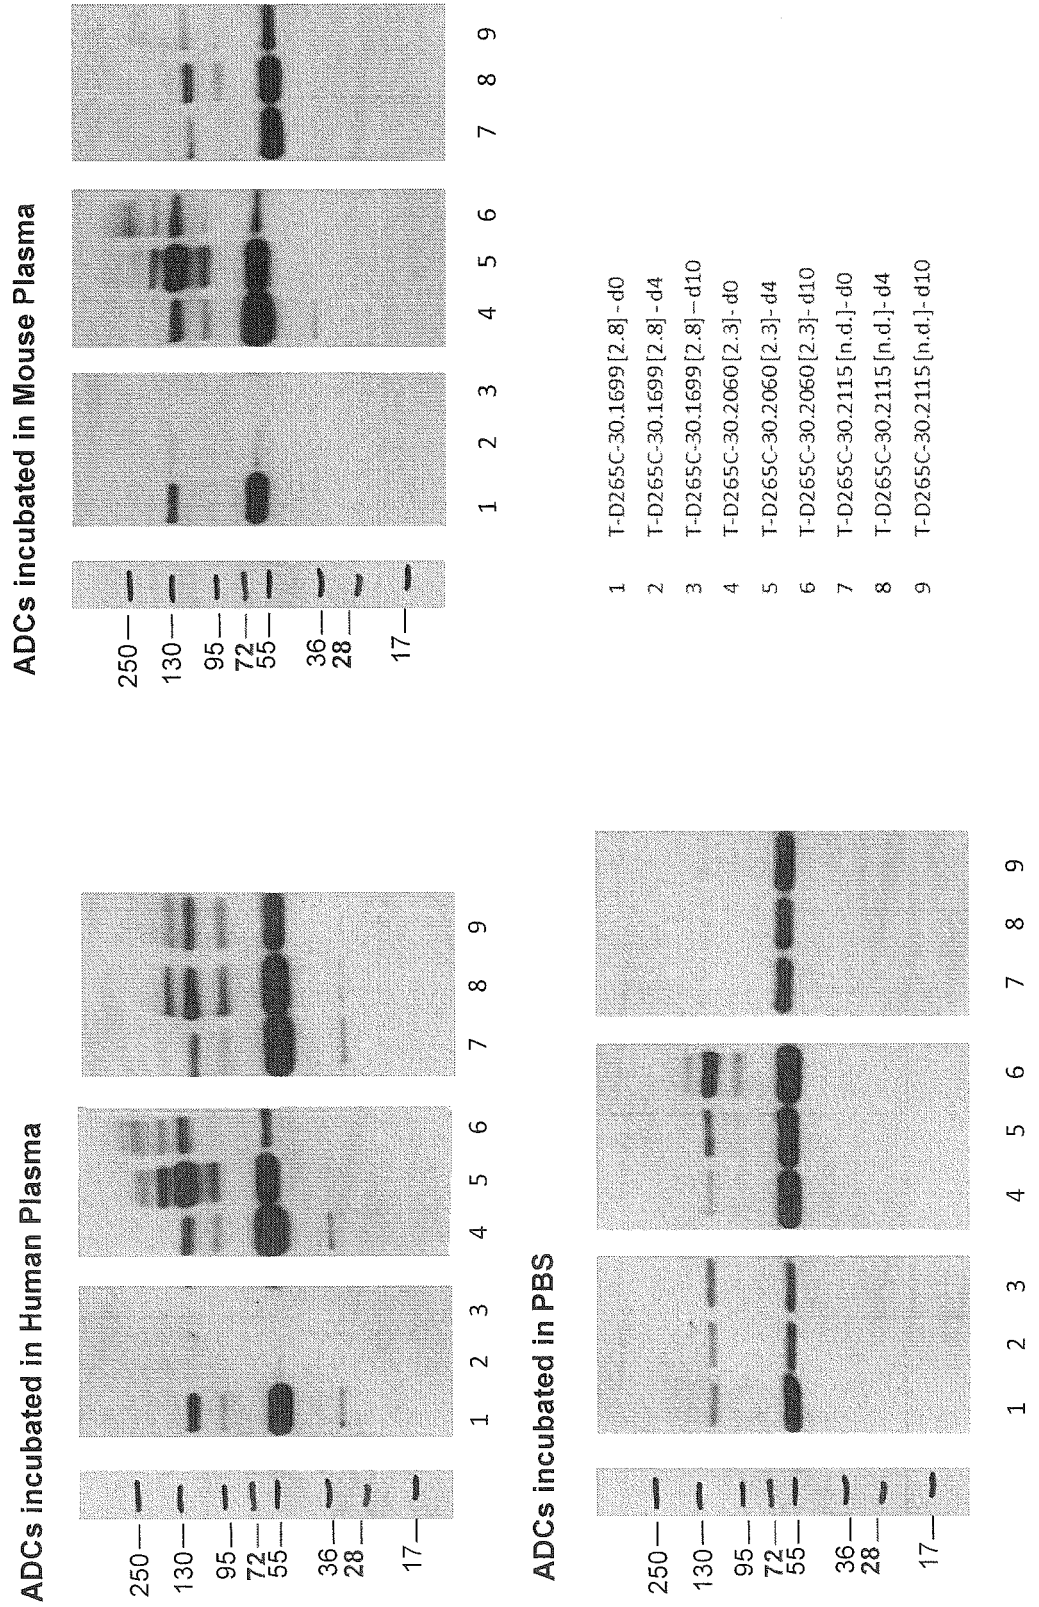 ADCs incubated in Human Plasma
250
130
95
72
55
36
28
17
1 2 3 4 5 6 7 8 9
ADCs incubated in Mouse Plasma
250
130
95
72
55
36
28
17
1 2 3 4 5 6 7 8 9
ADCs incubated in PBS
250
130
95
72
55
36
28
17
1 2 3 4 5 6 7 8 9
1 T-D265C-30.1699[2.8]-d0
2 T-D265C-30.1699[2.8]-d4
3 T-D265C-30.1699[2.8]–d10
4 T-D265C-30.2060[2.3]-d0
5 T-D265C-30.2060[2.3]-d4
6 T-D265C-30.2060[2.3]-d10
7 T-D265C-30.2115[n.d.]-d0
8 T-D265C-30.2115[n.d.]-d4
9 T-D265C-30.2115[n.d.]-d10